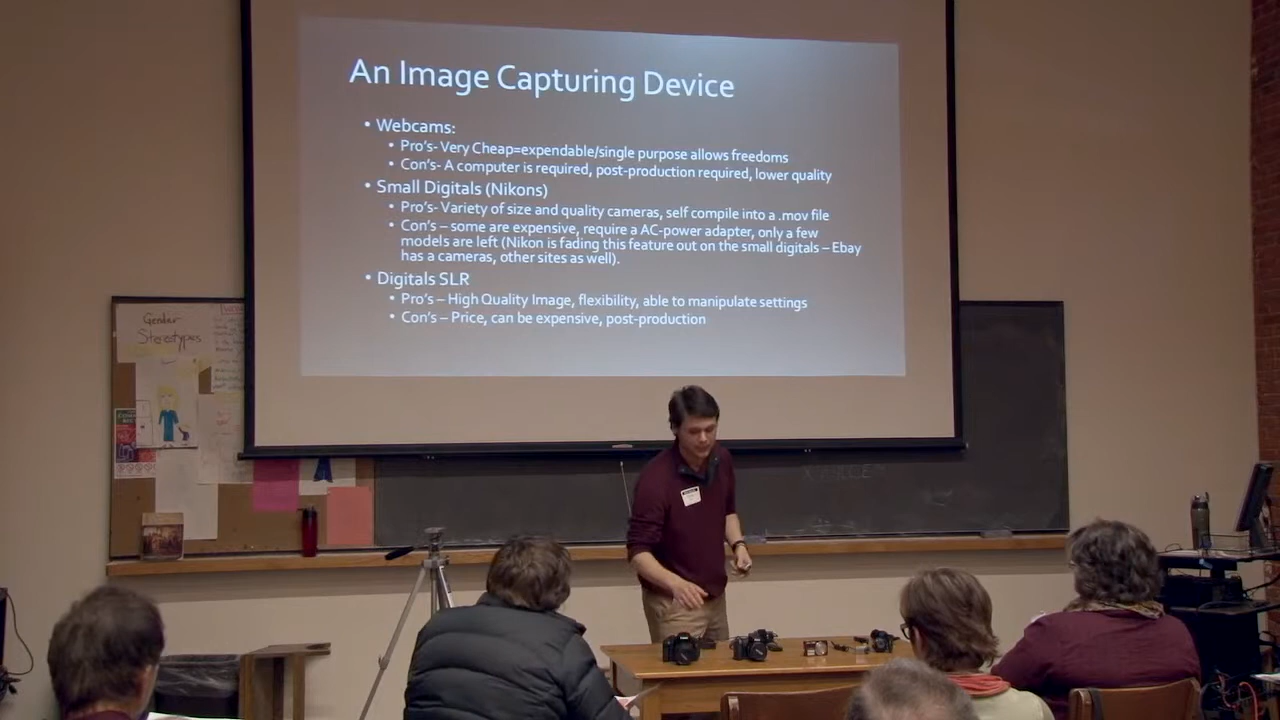 An Image Capturing Device
• Webcams:
• Pro's- Very Cheap=expendable/single purpose allows freedoms
• Con's- A computer is required, post-production required, lower quality
• Small Digitals (Nikons)
• Pro's- Variety of size and quality cameras, self compile into a .mov file
• Con's – some are expensive, require a AC-power adapter, only a few
models are left (Nikon is fading this feature out on the small digitals – Ebay
has a cameras, other sites as well).
• Digitals SLR
• Pro's – High Quality Image, flexibility, able to manipulate settings
• Con's – Price, can be expensive, post-production
Gender
Stereotypes